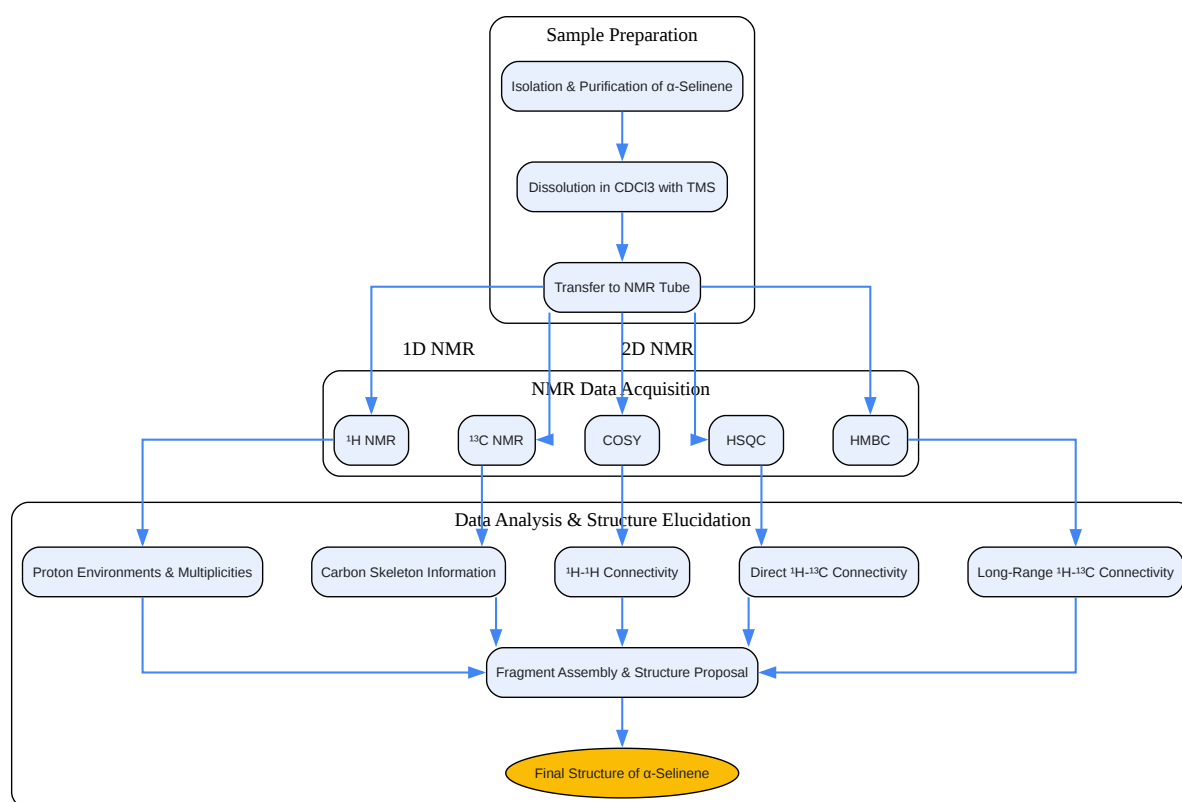 Sample Preparation
Isolation & Purification of α-Selinene
Dissolution in CDCl3 with TMS
Transfer to NMR Tube
1D NMR
2D NMR
NMR Data Acquisition
¹H NMR
¹³C NMR
COSY
HSQC
HMBC
Data Analysis & Structure Elucidation
Proton Environments & Multiplicities
Carbon Skeleton Information
¹H-¹H Connectivity
Direct ¹H-¹³C Connectivity
Long-Range ¹H-¹³C Connectivity
Fragment Assembly & Structure Proposal
Final Structure of α-Selinene